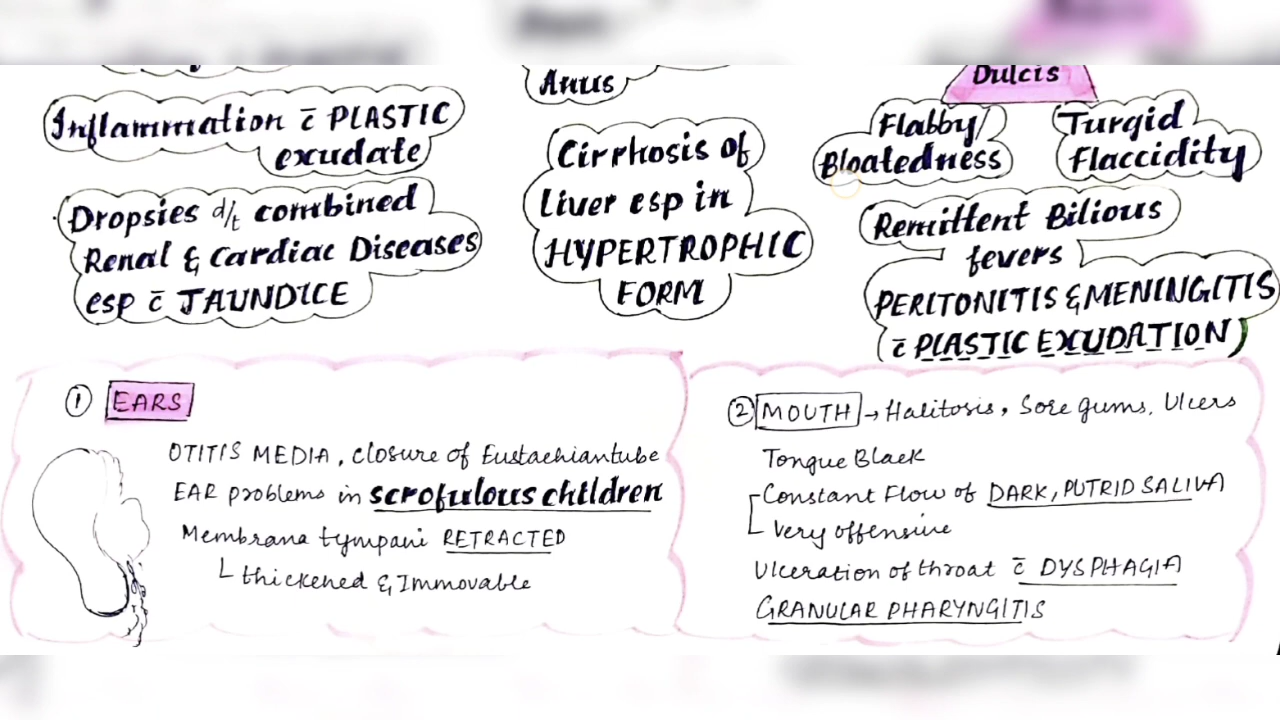 Inflammation c̄ PLASTIC
exudate
Dropsies d/t combined
Renal & Cardiac Diseases
esp c̄ JAUNDICE
Anus
Cirrhosis of
Liver esp in
HYPERTROPHIC
FORM
Dulcis
Flabby/
Bloatedness
Turgid
Flaccidity
Remittent Bilious
fevers
PERITONITIS & MENINGITIS
(c̄ PLASTIC EXUDATION)
① EARS
OTITIS MEDIA, closure of Eustachiantube
EAR problems in scrofulous children
Membrana tympani RETRACTED
thickened & Immovable
② MOUTH → Halitosis, Sore gums, Ulcers
Tongue Black
Constant Flow of DARK, PUTRID SALIVA
Very offensive
Ulceration of throat c̄ DYSPHAGIA
GRANULAR PHARYNGITIS